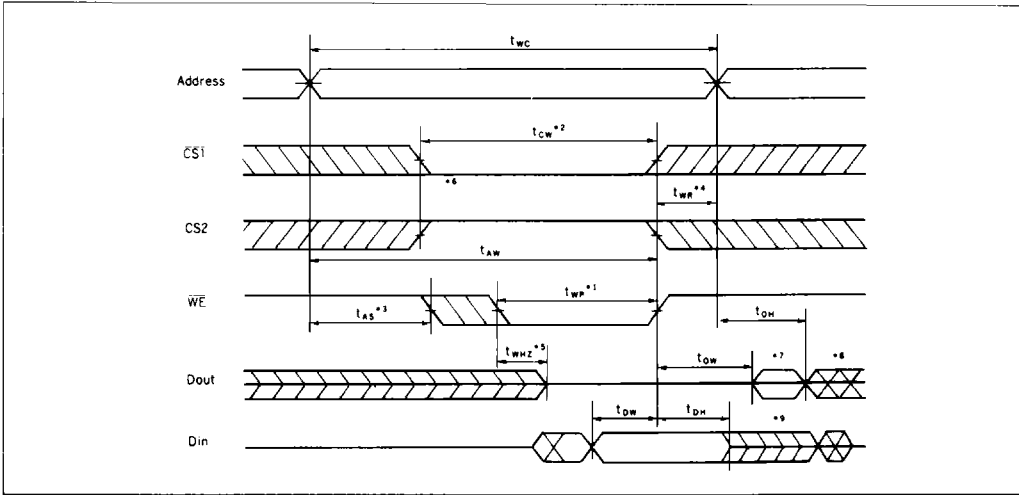 tWC
Address
tCW*2
CS1
*6
tWR*4
CS2
tAW
WE
tWP*1
tAS*3
tOH
tWHZ*5
tOW
*7
*8
Dout
tDW
tDH
*9
Din